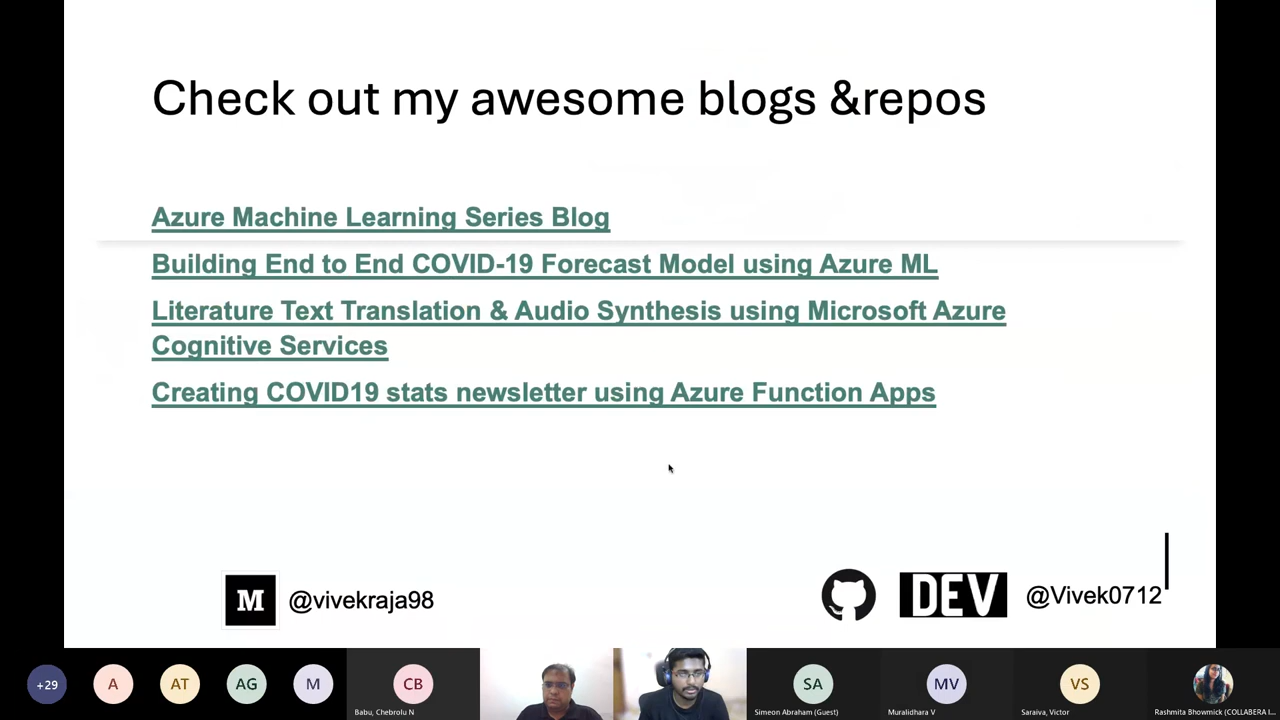 Check out my awesome blogs &repos
Azure Machine Learning Series Blog
Building End to End COVID-19 Forecast Model using Azure ML
Literature Text Translation & Audio Synthesis using Microsoft Azure
Cognitive Services
Creating COVID19 stats newsletter using Azure Function Apps
M @vivekraja98
DEV @Vivek0712
+29 A AT AG M CB SA MV VS
Babu, Chebrolu N
Simeon Abraham (Guest)
Muralidhara V
Saraiva, Victor
Rashmita Bhowmick (COLLABERA I...